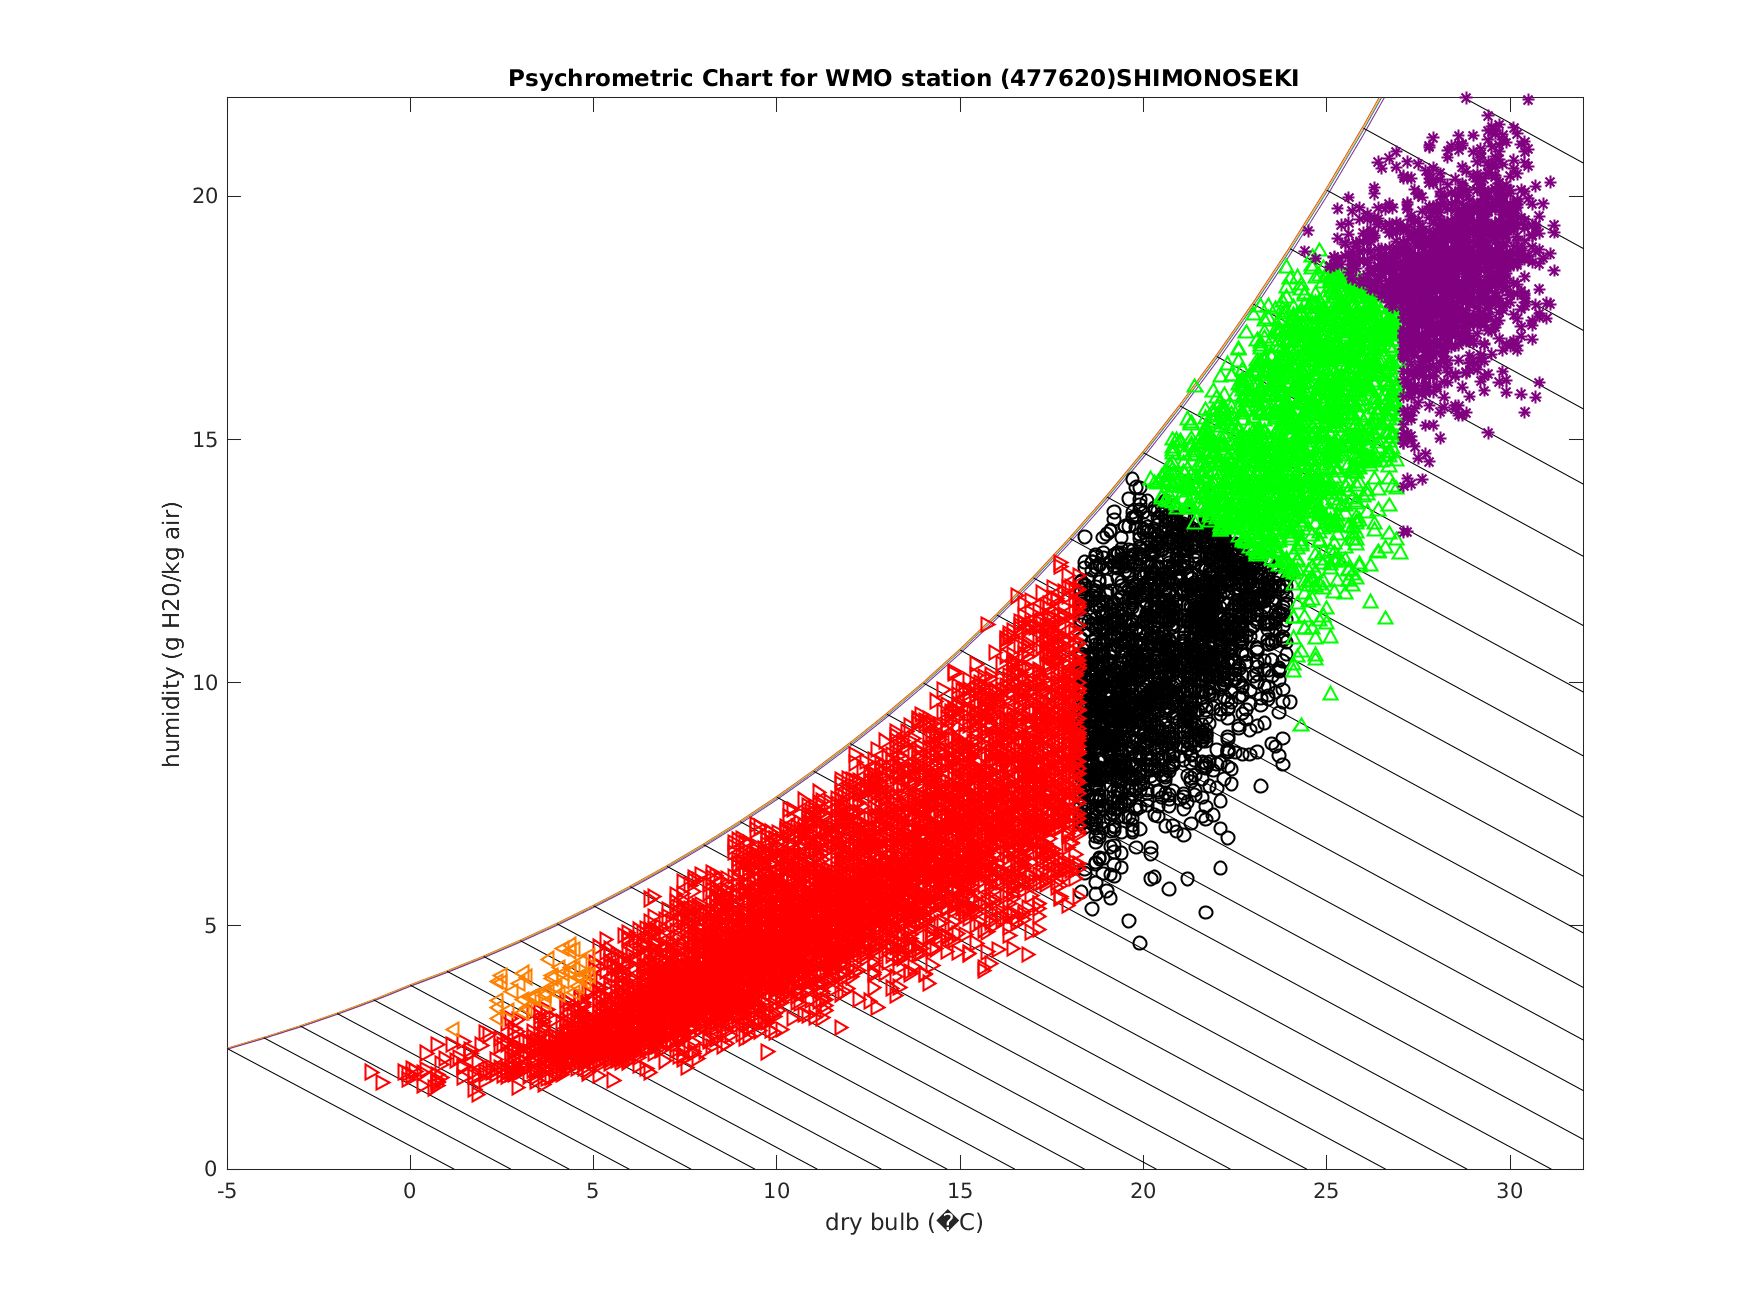 Psychrometric Chart for WMO station (477620)SHIMONOSEKI
humidity (g H20/kg air)
20
15
10
5
0
-5 0 5 10 15 20 25 30
dry bulb (�C)